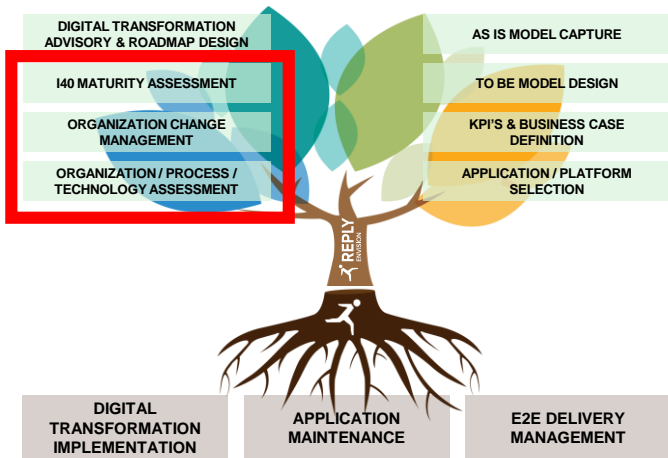 DIGITAL TRANSFORMATION
ADVISORY & ROADMAP DESIGN
I40 MATURITY ASSESSMENT
ORGANIZATION CHANGE
MANAGEMENT
ORGANIZATION / PROCESS /
TECHNOLOGY ASSESSMENT
AS IS MODEL CAPTURE
TO BE MODEL DESIGN
KPI'S & BUSINESS CASE
DEFINITION
APPLICATION / PLATFORM
SELECTION
REPLY
ENVISION
DIGITAL
TRANSFORMATION
IMPLEMENTATION
APPLICATION
MAINTENANCE
E2E DELIVERY
MANAGEMENT